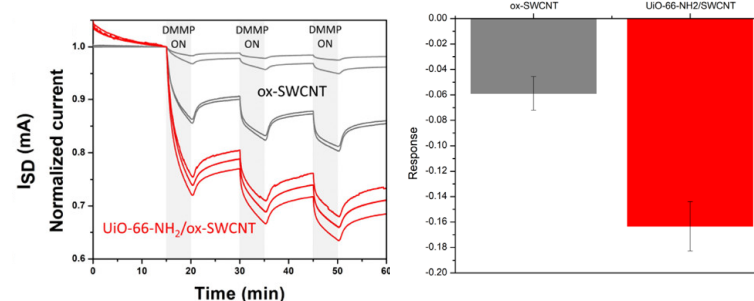 DMMP DMMP DMMP
ON ON ON
1.0
0.9
0.8
0.7
0.6
ox-SWCNT
UiO-66-NH₂/ox-SWCNT
I_SD (mA)
Normalized current
0 10 20 30 40 50 60
Time (min)
ox-SWCNT UiO-66-NH2/SWCNT
0.00
-0.02
-0.04
-0.06
-0.08
-0.10
-0.12
-0.14
-0.16
-0.18
-0.20
Response